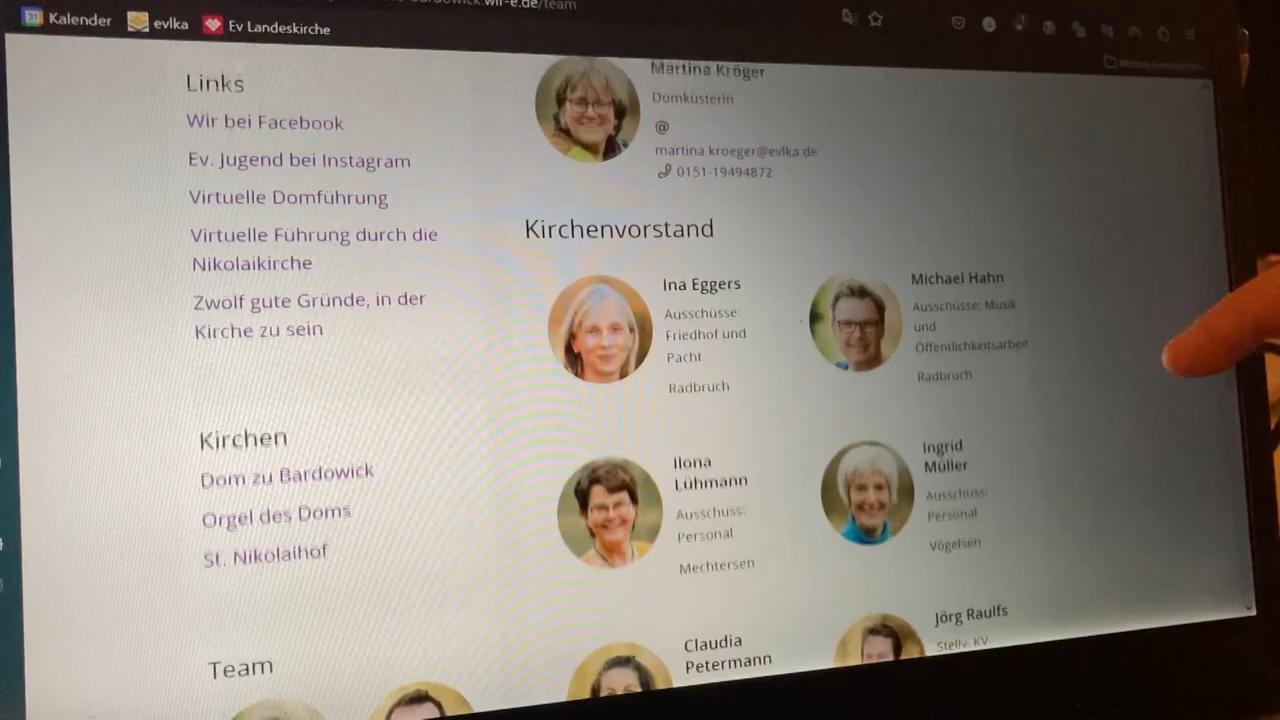 Kalender
evlka
Ev Landeskirche
wir-e.de/team
Links
Wir bei Facebook
Ev. Jugend bei Instagram
Virtuelle Domführung
Virtuelle Führung durch die
Nikolaikirche
Zwölf gute Gründe, in der
Kirche zu sein
Kirchen
Dom zu Bardowick
Orgel des Doms
St. Nikolaihof
Team
Martina Kröger
Domküsterin
@
martina.kroeger@evlka.de
0151-19494872
Kirchenvorstand
Ina Eggers
Ausschüsse:
Friedhof und
Pacht
Radbruch
Michael Hahn
Ausschüsse: Musik
und
Öffentlichkeitsarbeit
Radbruch
Ilona
Lühmann
Ausschuss:
Personal
Mechtersen
Ingrid
Müller
Ausschuss:
Personal
Vögelsen
Claudia
Petermann
Jörg Raulfs
Stellv. KV